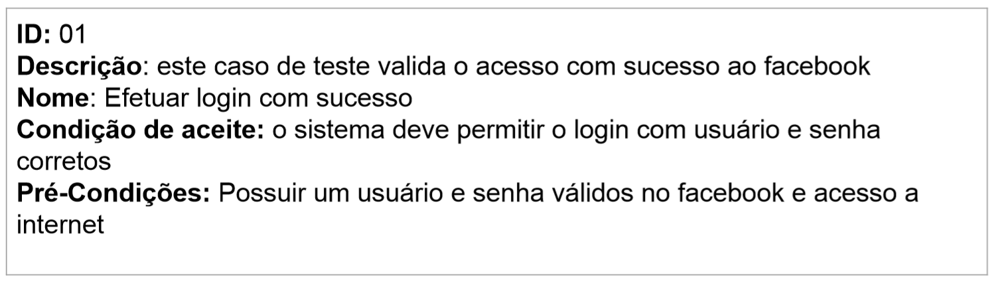 ID: 01
Descrição: este caso de teste valida o acesso com sucesso ao facebook
Nome: Efetuar login com sucesso
Condição de aceite: o sistema deve permitir o login com usuário e senha
corretos
Pré-Condições: Possuir um usuário e senha válidos no facebook e acesso a
internet